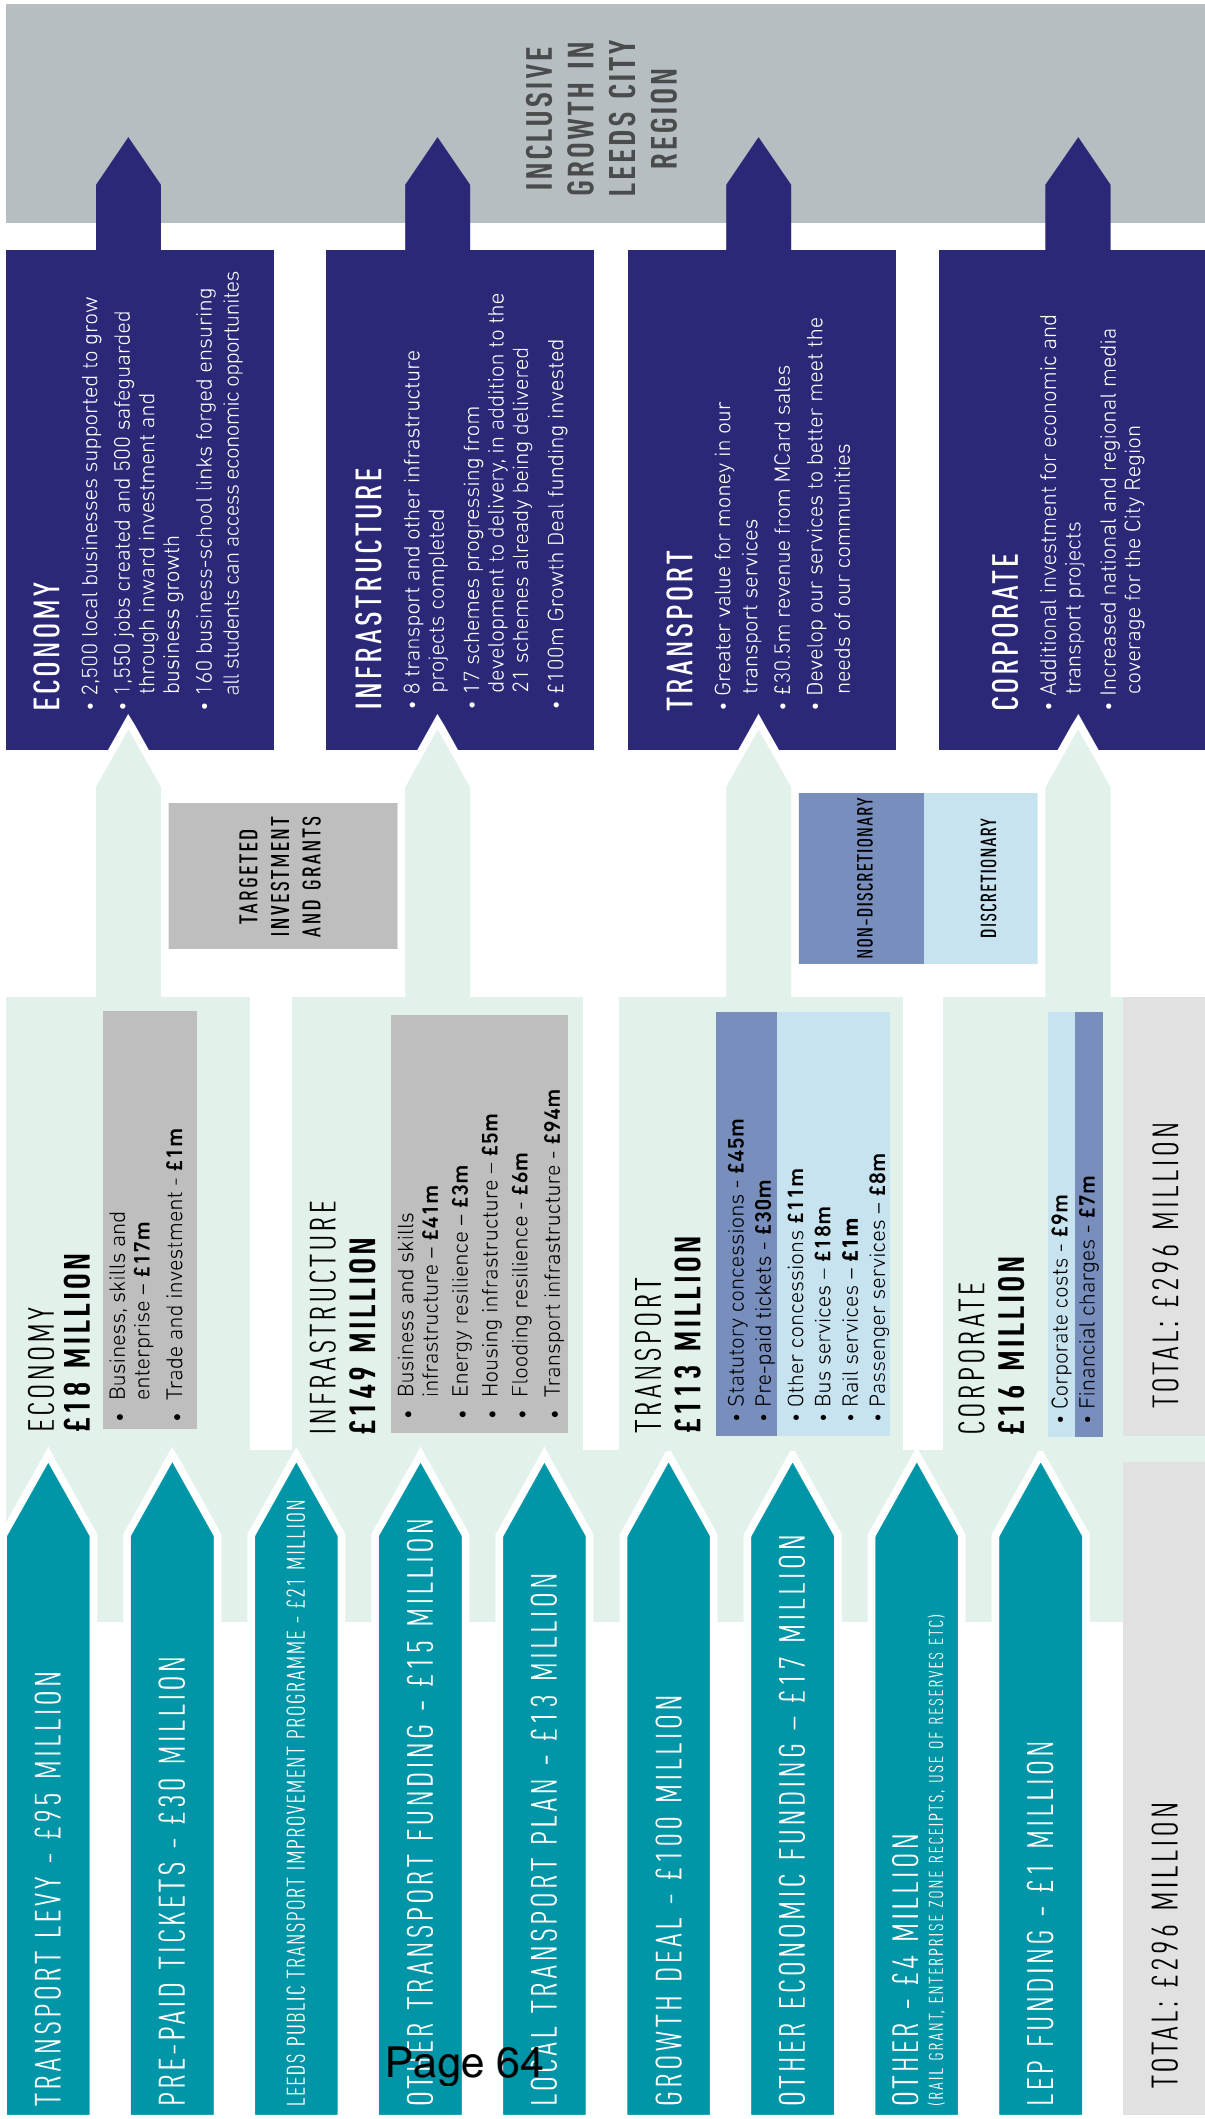 TRANSPORT LEVY - £95 MILLION
PRE-PAID TICKETS - £30 MILLION
LEEDS PUBLIC TRANSPORT IMPROVEMENT PROGRAMME - £21 MILLION
OTHER TRANSPORT FUNDING - £15 MILLION
LOCAL TRANSPORT PLAN - £13 MILLION
GROWTH DEAL - £100 MILLION
OTHER ECONOMIC FUNDING – £17 MILLION
OTHER - £4 MILLION
(RAIL GRANT, ENTERPRISE ZONE RECEIPTS, USE OF RESERVES ETC)
LEP FUNDING - £1 MILLION
TOTAL: £296 MILLION
ECONOMY
£18 MILLION
• Business, skills and
enterprise – £17m
• Trade and investment - £1m
INFRASTRUCTURE
£149 MILLION
• Business and skills
infrastructure – £41m
• Energy resilience – £3m
• Housing infrastructure – £5m
• Flooding resilience - £6m
• Transport infrastructure - £94m
TRANSPORT
£113 MILLION
• Statutory concessions - £45m
• Pre-paid tickets - £30m
• Other concessions £11m
• Bus services – £18m
• Rail services – £1m
• Passenger services – £8m
CORPORATE
£16 MILLION
• Corporate costs - £9m
• Financial charges - £7m
TOTAL: £296 MILLION
TARGETED
INVESTMENT
AND GRANTS
NON-DISCRETIONARY
DISCRETIONARY
ECONOMY
• 2,500 local businesses supported to grow
• 1,550 jobs created and 500 safeguarded
through inward investment and
business growth
• 160 business-school links forged ensuring
all students can access economic opportunites
INFRASTRUCTURE
• 8 transport and other infrastructure
projects completed
• 17 schemes progressing from
development to delivery, in addition to the
21 schemes already being delivered
• £100m Growth Deal funding invested
TRANSPORT
• Greater value for money in our
transport services
• £30.5m revenue from MCard sales
• Develop our services to better meet the
needs of our communities
CORPORATE
• Additional investment for economic and
transport projects
• Increased national and regional media
coverage for the City Region
INCLUSIVE
GROWTH IN
LEEDS CITY
REGION
Page 64